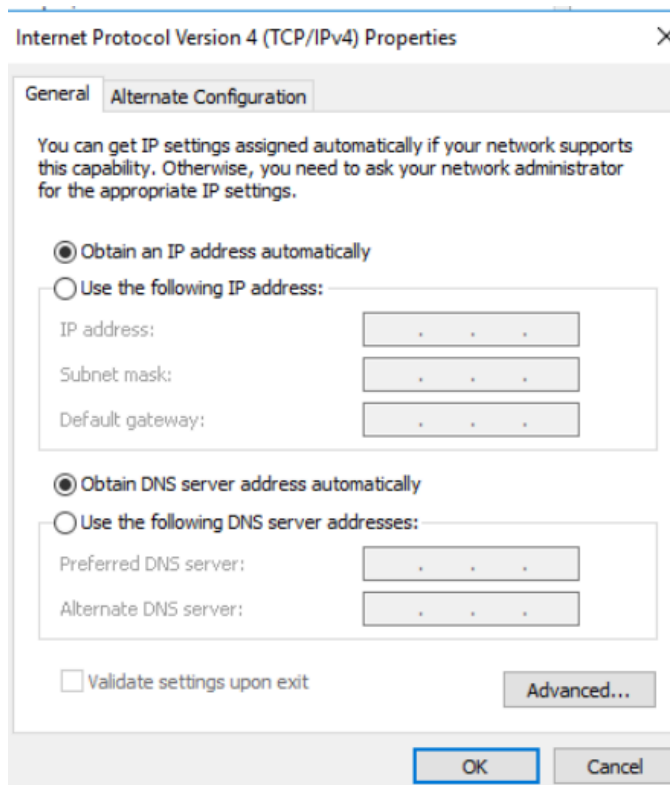 Internet Protocol Version 4 (TCP/IPv4) Properties
General
Alternate Configuration
You can get IP settings assigned automatically if your network supports
this capability. Otherwise, you need to ask your network administrator
for the appropriate IP settings.
Obtain an IP address automatically
Use the following IP address:
IP address:
Subnet mask:
Default gateway:
Obtain DNS server address automatically
Use the following DNS server addresses:
Preferred DNS server:
Alternate DNS server:
Validate settings upon exit
Advanced...
OK
Cancel